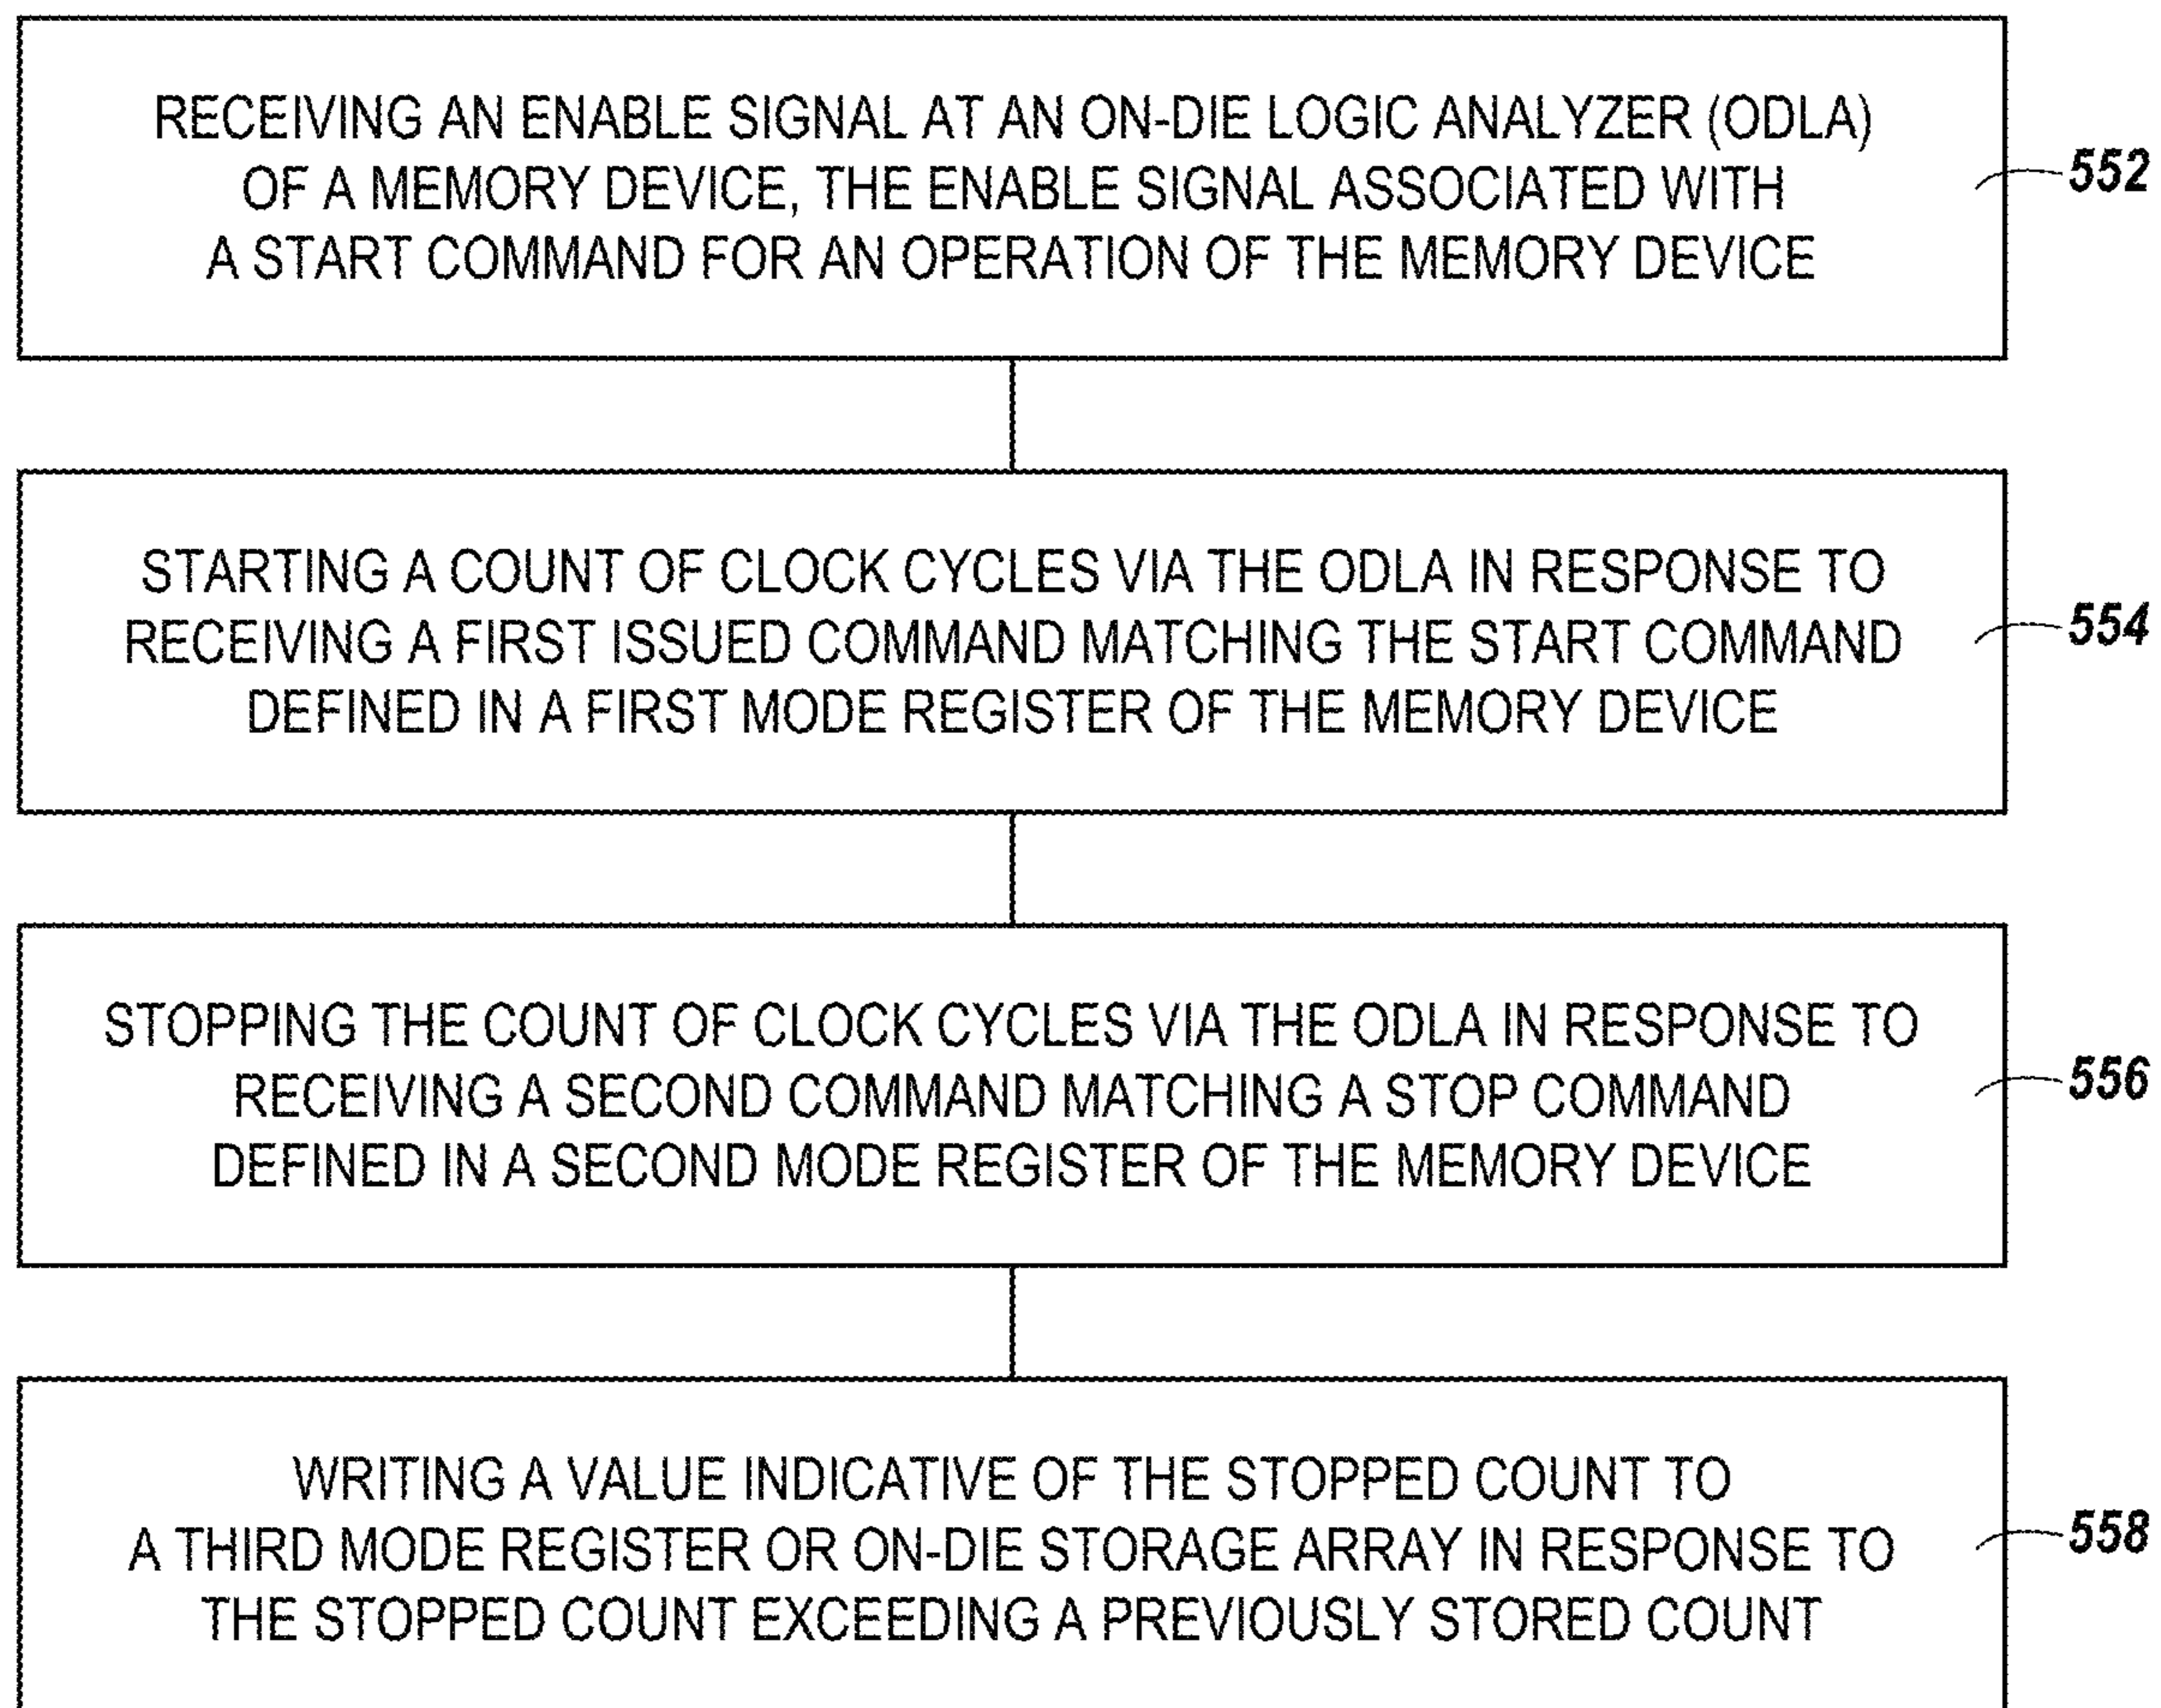 RECEIVING AN ENABLE SIGNAL AT AN ON-DIE LOGIC ANALYZER (ODLA)
OF A MEMORY DEVICE, THE ENABLE SIGNAL ASSOCIATED WITH
A START COMMAND FOR AN OPERATION OF THE MEMORY DEVICE
552
STARTING A COUNT OF CLOCK CYCLES VIA THE ODLA IN RESPONSE TO
RECEIVING A FIRST ISSUED COMMAND MATCHING THE START COMMAND
DEFINED IN A FIRST MODE REGISTER OF THE MEMORY DEVICE
554
STOPPING THE COUNT OF CLOCK CYCLES VIA THE ODLA IN RESPONSE TO
RECEIVING A SECOND COMMAND MATCHING A STOP COMMAND
DEFINED IN A SECOND MODE REGISTER OF THE MEMORY DEVICE
556
WRITING A VALUE INDICATIVE OF THE STOPPED COUNT TO
A THIRD MODE REGISTER OR ON-DIE STORAGE ARRAY IN RESPONSE TO
THE STOPPED COUNT EXCEEDING A PREVIOUSLY STORED COUNT
558